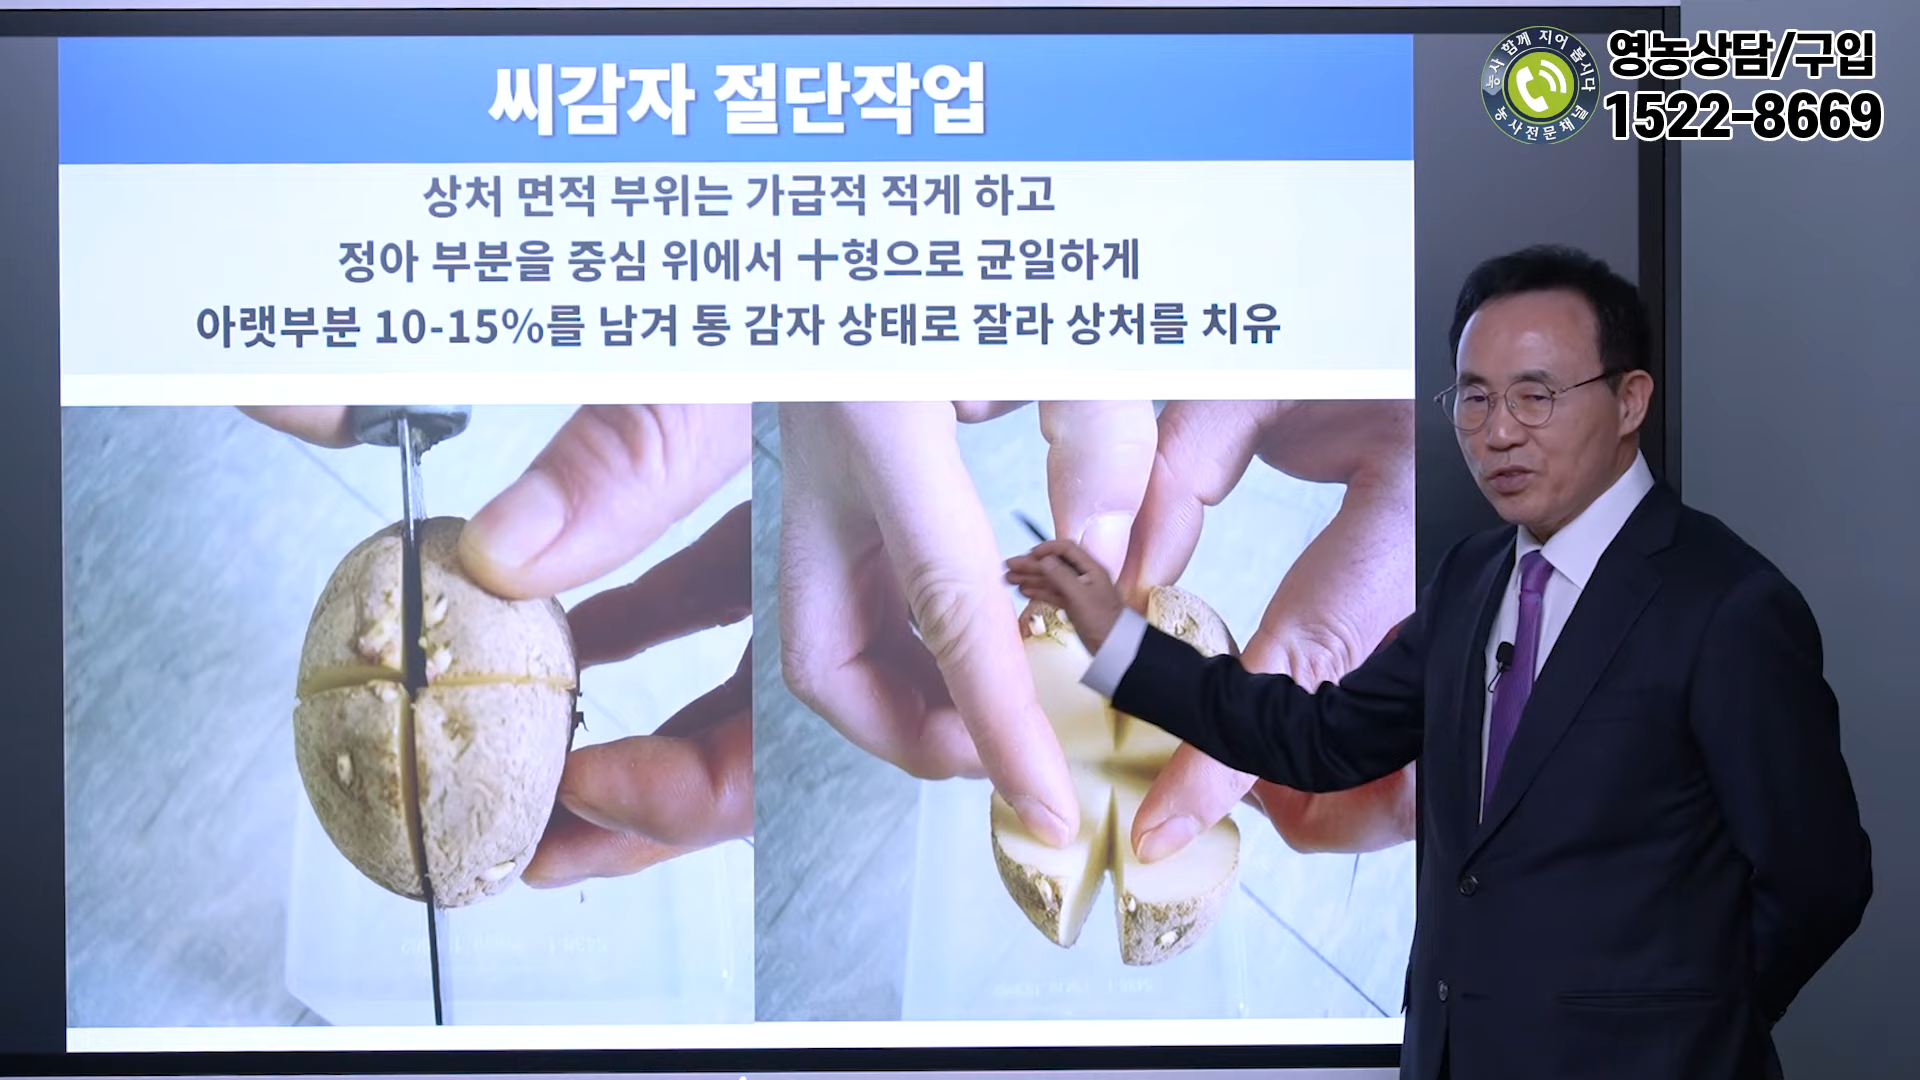 씨감자 절단작업
상처 면적 부위는 가급적 적게 하고
정아 부분을 중심 위에서 十형으로 균일하게
아랫부분 10-15%를 남겨 통 감자 상태로 잘라 상처를 치유
농사 함께 지어 봅시다
농사전문채널
영농상담/구입
1522-8669